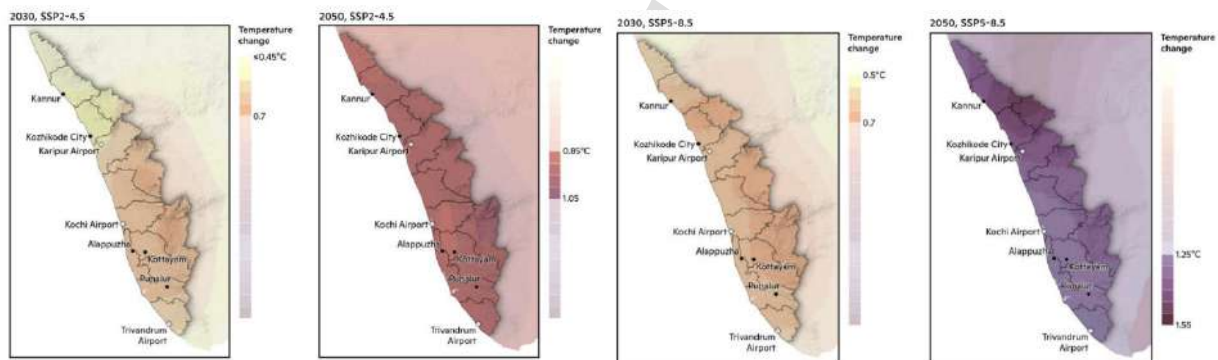 2030, SSP2-4.5
Temperature
change
≤0.45°C
0.7
Kannur
Kozhikode City
Karipur Airport
Kochi Airport
Alappuzha
Kottayam
Punalur
Trivandrum
Airport
2050, SSP2-4.5
Temperature
change
0.85°C
1.05
Kannur
Kozhikode City
Karipur Airport
Kochi Airport
Alappuzha
Kottayam
Punalur
Trivandrum
Airport
2030, SSP5-8.5
Temperature
change
0.5°C
0.7
Kannur
Kozhikode City
Karipur Airport
Kochi Airport
Alappuzha
Kottayam
Punalur
Trivandrum
Airport
2050, SSP5-8.5
Temperature
change
1.25°C
1.55
Kannur
Kozhikode City
Karipur Airport
Kochi Airport
Alappuzha
Kottayam
Punalur
Trivandrum
Airport